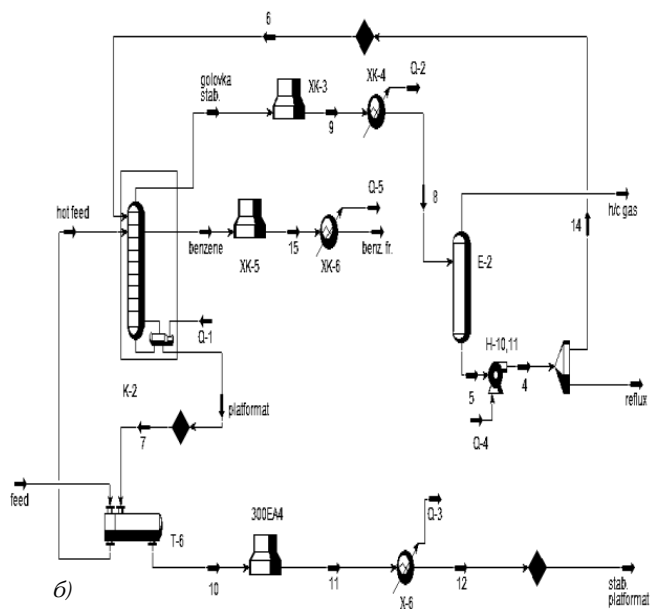 6
golovka
stab.
XK-3
XK-4
Q-2
9
hot feed
Q-5
8
h/c gas
14
benzene
XK-5
15
XK-6
benz. fr.
E-2
Q-1
H-10,11
K-2
5
4
platformat
reflux
Q-4
7
feed
T-6
300EA4
Q-3
10
11
X-6
12
stab.
platformat
б)